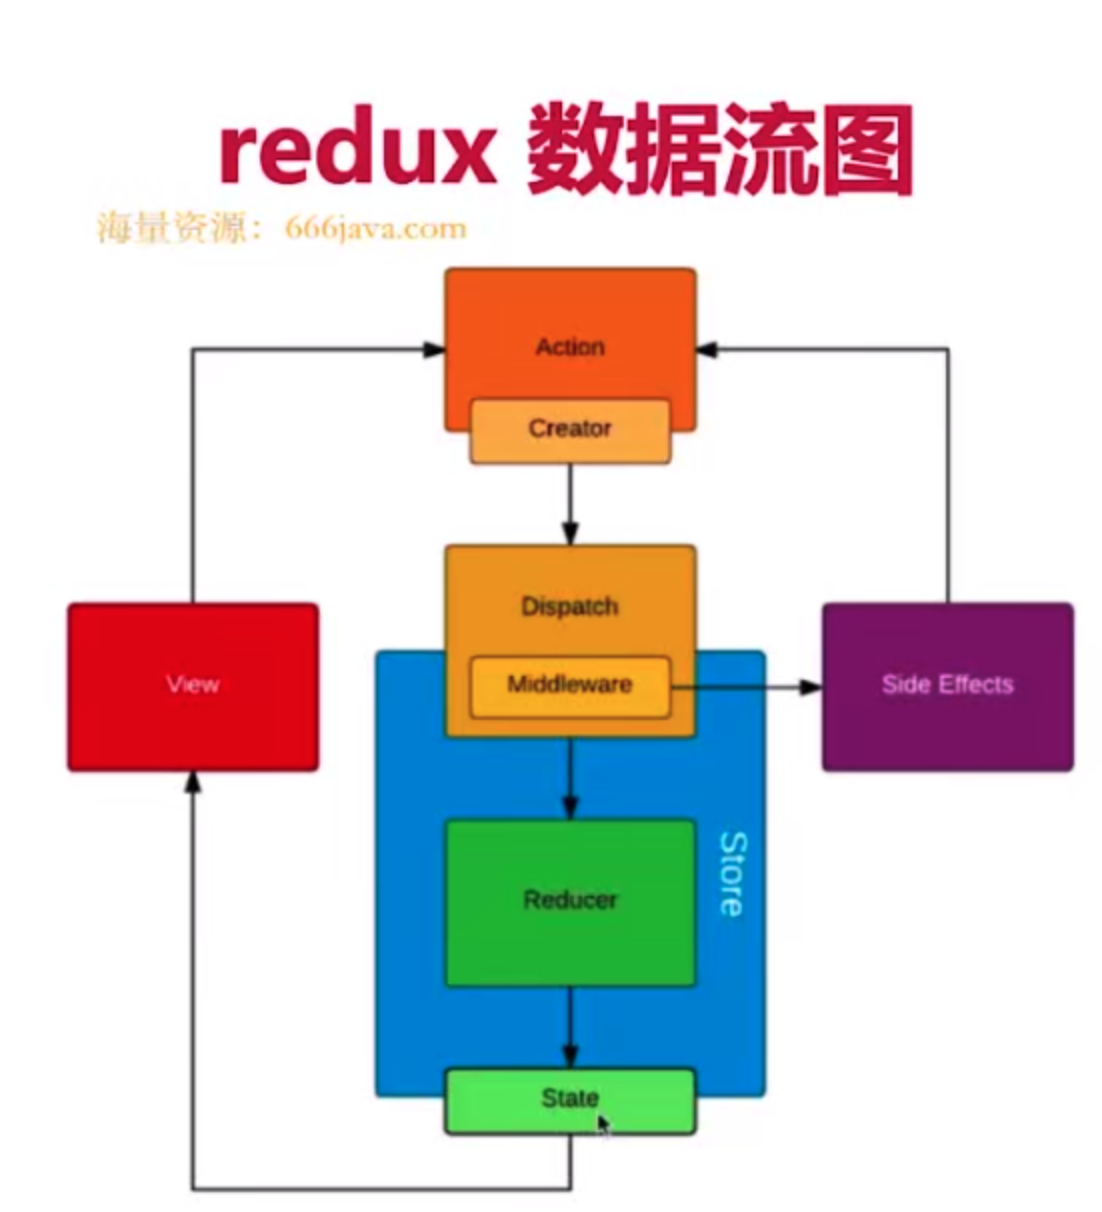 redux 数据流图
海量资源：666java.com
Action
Creator
Dispatch
Middleware
View
Side Effects
Store
Reducer
State